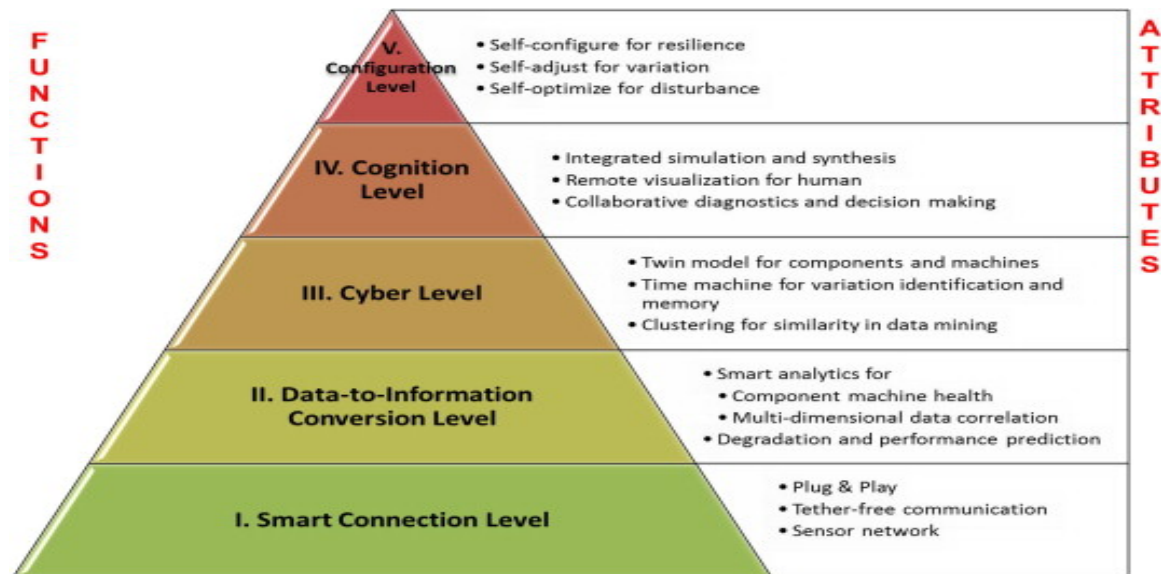 FUNCTIONS
ATTRIBUTES
V.
Configuration
Level
• Self-configure for resilience
• Self-adjust for variation
• Self-optimize for disturbance
IV. Cognition
Level
• Integrated simulation and synthesis
• Remote visualization for human
• Collaborative diagnostics and decision making
III. Cyber Level
• Twin model for components and machines
• Time machine for variation identification and
memory
• Clustering for similarity in data mining
II. Data-to-Information
Conversion Level
• Smart analytics for
• Component machine health
• Multi-dimensional data correlation
• Degradation and performance prediction
I. Smart Connection Level
• Plug & Play
• Tether-free communication
• Sensor network